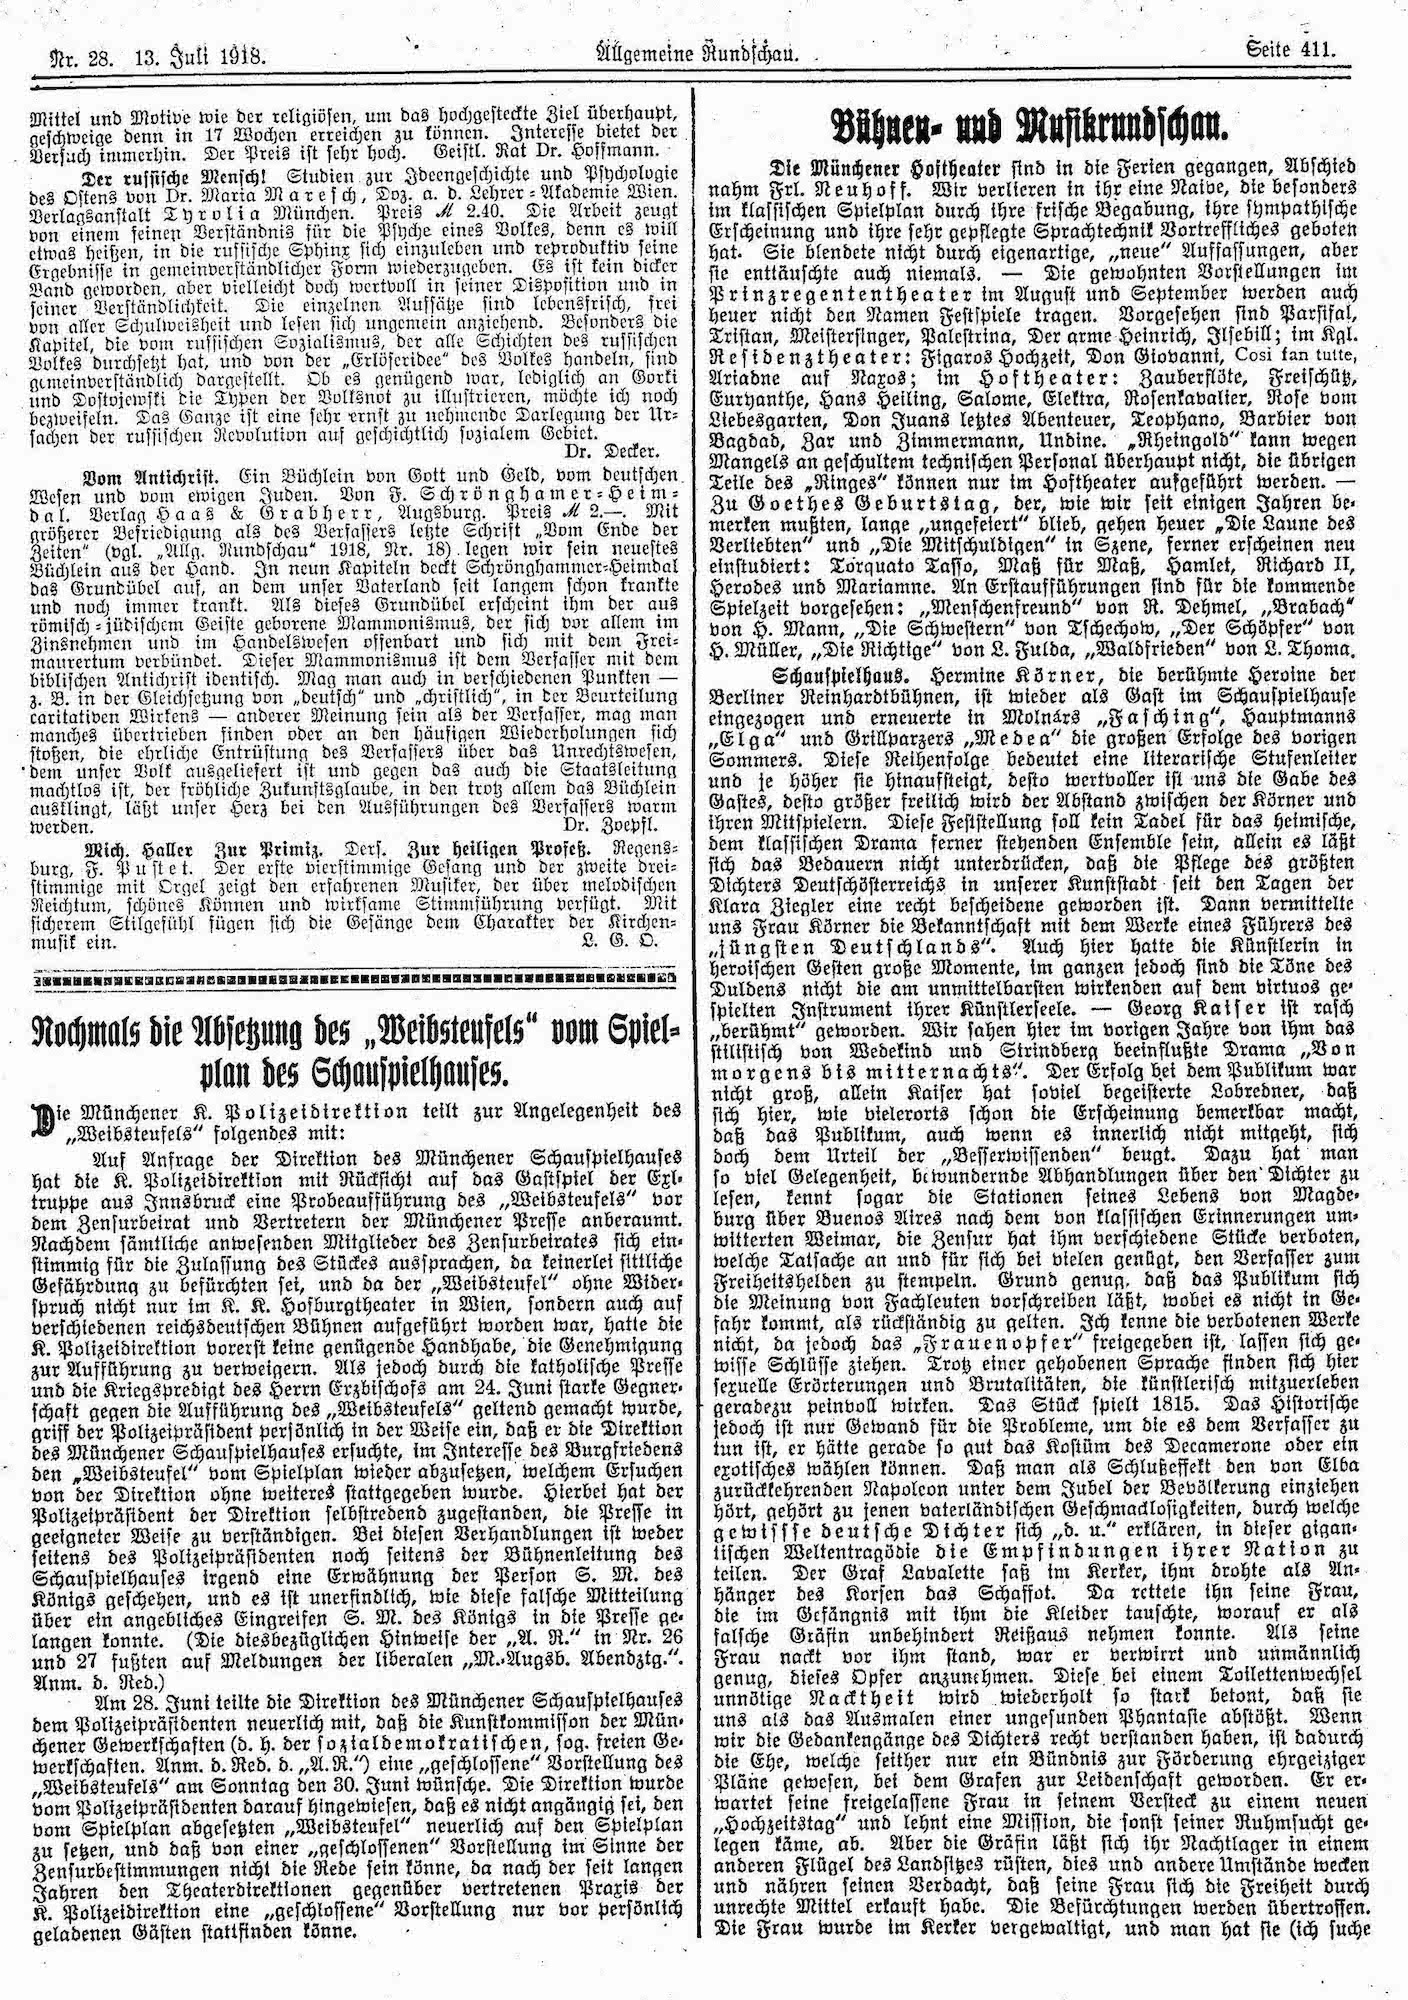 Nr. 28. 13. Juli 1918.
Allgemeine Rundschau.
Seite 411.
Mittel und Motive wie der religiösen, um das hochgesteckte Ziel überhaupt,
geschweige denn in 17 Wochen erreichen zu können. Interesse bietet der
Versuch immerhin. Der Preis ist sehr hoch. Geistl. Rat Dr. Hoffmann.
Der russische Mensch! Studien zur Ideengeschichte und Psychologie
des Ostens von Dr. Maria Maresch, Doz. a. d. Lehrer-Akademie Wien.
Verlagsanstalt Tyrolia München. Preis ℳ 2.40. Die Arbeit zeugt
von einem feinen Verständnis für die Psyche eines Volkes, denn es will
etwas heißen, in die russische Sphinx sich einzuleben und reproduktiv seine
Ergebnisse in gemeinverständlicher Form wiederzugeben. Es ist kein dicker
Band geworden, aber vielleicht doch wertvoll in seiner Disposition und in
seiner Verständlichkeit. Die einzelnen Aufsätze sind lebensfrisch, frei
von aller Schulweisheit und lesen sich ungemein anziehend. Besonders die
Kapitel, die vom russischen Sozialismus, der alle Schichten des russischen
Volkes durchsetzt hat, und von der „Erlöseridee“ des Volkes handeln, sind
gemeinverständlich dargestellt. Ob es genügend war, lediglich an Gorki
und Dostojewski die Typen der Volksnot zu illustrieren, möchte ich noch
bezweifeln. Das Ganze ist eine sehr ernst zu nehmende Darlegung der Ur-
sachen der russischen Revolution auf geschichtlich sozialem Gebiet.
Dr. Decker.
Vom Antichrist. Ein Büchlein von Gott und Geld, vom deutschen
Wesen und vom ewigen Juden. Von F. Schrönghamer-Heim-
dal. Verlag Haas & Grabherr, Augsburg. Preis ℳ 2.—. Mit
größerer Befriedigung als des Verfassers letzte Schrift „Vom Ende der
Zeiten“ (vgl. „Allg. Rundschau“ 1918, Nr. 18) legen wir sein neuestes
Büchlein aus der Hand. In neun Kapiteln deckt Schrönghammer-Heimdal
das Grundübel auf, an dem unser Vaterland seit langem schon krankte
und noch immer krankt. Als dieses Grundübel erscheint ihm der aus
römisch-jüdischem Geiste geborene Mammonismus, der sich vor allem im
Zinsnehmen und im Handelswesen offenbart und sich mit dem Frei-
maurertum verbündet. Dieser Mammonismus ist dem Verfasser mit dem
biblischen Antichrist identisch. Mag man auch in verschiedenen Punkten —
z. B. in der Gleichsetzung von „deutsch“ und „christlich“, in der Beurteilung
caritativen Wirkens — anderer Meinung sein als der Verfasser, mag man
manches übertrieben finden oder an den häufigen Wiederholungen sich
stoßen, die ehrliche Entrüstung des Verfassers über das Unrechtswesen,
dem unser Volk ausgeliefert ist und gegen das auch die Staatsleitung
machtlos ist, der fröhliche Zukunftsglaube, in den trotz allem das Büchlein
ausklingt, läßt unser Herz bei den Ausführungen des Verfassers warm
werden. Dr. Zoepfl.
Mich. Haller Zur Primiz. Ders. Zur heiligen Profeß. Regens-
burg, F. Pustet. Der erste vierstimmige Gesang und der zweite drei-
stimmige mit Orgel zeigt den erfahrenen Musiker, der über melodischen
Reichtum, schönes Können und wirksame Stimmführung verfügt. Mit
sicherem Stilgefühl fügen sich die Gesänge dem Charakter der Kirchen-
musik ein. L. G. O.
Nochmals die Absetzung des „Weibsteufels“ vom Spiel-
plan des Schauspielhauses.
Die Münchener K. Polizeidirektion teilt zur Angelegenheit des
„Weibsteufels“ folgendes mit:
Auf Anfrage der Direktion des Münchener Schauspielhauses
hat die K. Polizeidirektion mit Rücksicht auf das Gastspiel der Exl-
truppe aus Innsbruck eine Probeaufführung des „Weibsteufels“ vor
dem Zensurbeirat und Vertretern der Münchener Presse anberaumt.
Nachdem sämtliche anwesenden Mitglieder des Zensurbeirates sich ein-
stimmig für die Zulassung des Stückes aussprachen, da keinerlei sittliche
Gefährdung zu befürchten sei, und da der „Weibsteufel“ ohne Wider-
spruch nicht nur im K. K. Hofburgtheater in Wien, sondern auch auf
verschiedenen reichsdeutschen Bühnen aufgeführt worden war, hatte die
K. Polizeidirektion vorerst keine genügende Handhabe, die Genehmigung
zur Aufführung zu verweigern. Als jedoch durch die katholische Presse
und die Kriegspredigt des Herrn Erzbischofs am 24. Juni starke Gegner-
schaft gegen die Aufführung des „Weibsteufels“ geltend gemacht wurde,
griff der Polizeipräsident persönlich in der Weise ein, daß er die Direktion
des Münchener Schauspielhauses ersuchte, im Interesse des Burgfriedens
den „Weibsteufel“ vom Spielplan wieder abzusetzen, welchem Ersuchen
von der Direktion ohne weiteres stattgegeben wurde. Hierbei hat der
Polizeipräsident der Direktion selbstredend zugestanden, die Presse in
geeigneter Weise zu verständigen. Bei diesen Verhandlungen ist weder
seitens des Polizeipräsidenten noch seitens der Bühnenleitung des
Schauspielhauses irgend eine Erwähnung der Person S. M. des
Königs geschehen, und es ist unerfindlich, wie diese falsche Mitteilung
über ein angebliches Eingreifen S. M. des Königs in die Presse ge-
langen konnte. (Die diesbezüglichen Hinweise der „A. R.“ in Nr. 26
und 27 fußten auf Meldungen der liberalen „M.-Augsb. Abendztg.“.
Anm. d. Red.)
Am 28. Juni teilte die Direktion des Münchener Schauspielhauses
dem Polizeipräsidenten neuerlich mit, daß die Kunstkommission der Mün-
chener Gewerkschaften (d. h. der sozialdemokratischen, sog. freien Ge-
werkschaften. Anm. d. Red. d. „A.R.“) eine „geschlossene“ Vorstellung des
„Weibsteufels“ am Sonntag den 30. Juni wünsche. Die Direktion wurde
vom Polizeipräsidenten darauf hingewiesen, daß es nicht angängig sei, den
vom Spielplan abgesetzten „Weibsteufel“ neuerlich auf den Spielplan
zu setzen, und daß von einer „geschlossenen“ Vorstellung im Sinne der
Zensurbestimmungen nicht die Rede sein könne, da nach der seit langen
Jahren den Theaterdirektionen gegenüber vertretenen Praxis der
K. Polizeidirektion eine „geschlossene“ Vorstellung nur vor persönlich
geladenen Gästen stattfinden könne.
Bühnen- und Musikrundschau.
Die Münchener Hoftheater sind in die Ferien gegangen, Abschied
nahm Frl. Neuhoff. Wir verlieren in ihr eine Naive, die besonders
im klassischen Spielplan durch ihre frische Begabung, ihre sympathische
Erscheinung und ihre sehr gepflegte Sprachtechnik Vortreffliches geboten
hat. Sie blendete nicht durch eigenartige, „neue“ Auffassungen, aber
sie enttäuschte auch niemals. — Die gewohnten Vorstellungen im
Prinzregententheater im August und September werden auch
heuer nicht den Namen Festspiele tragen. Vorgesehen sind Parsifal,
Tristan, Meistersinger, Palestrina, Der arme Heinrich, Ilsebill; im Kgl.
Residenztheater: Figaros Hochzeit, Don Giovanni, Cosi fan tutte,
Ariadne auf Naxos; im Hoftheater: Zauberflöte, Freischütz,
Euryanthe, Hans Heiling, Salome, Elektra, Rosenkavalier, Rose vom
Liebesgarten, Don Juans letztes Abenteuer, Teophano, Barbier von
Bagdad, Zar und Zimmermann, Undine. „Rheingold“ kann wegen
Mangels an geschultem technischen Personal überhaupt nicht, die übrigen
Teile des „Ringes“ können nur im Hoftheater aufgeführt werden. —
Zu Goethes Geburtstag, der, wie wir seit einigen Jahren be-
merken mußten, lange „ungefeiert“ blieb, gehen heuer „Die Laune des
Verliebten“ und „Die Mitschuldigen“ in Szene, ferner erscheinen neu
einstudiert: Torquato Tasso, Maß für Maß, Hamlet, Richard II,
Herodes und Mariamne. An Erstaufführungen sind für die kommende
Spielzeit vorgesehen: „Menschenfreund“ von R. Dehmel, „Brabach“
von H. Mann, „Die Schwestern“ von Tschechow, „Der Schöpfer“ von
H. Müller, „Die Richtige“ von L. Fulda, „Waldfrieden“ von L. Thoma.
Schauspielhaus. Hermine Körner, die berühmte Heroine der
Berliner Reinhardtbühnen, ist wieder als Gast im Schauspielhause
eingezogen und erneuerte in Molnárs „Fasching“, Hauptmanns
„Elga“ und Grillparzers „Medea“ die großen Erfolge des vorigen
Sommers. Diese Reihenfolge bedeutet eine literarische Stufenleiter
und je höher sie hinaufsteigt, desto wertvoller ist uns die Gabe des
Gastes, desto größer freilich wird der Abstand zwischen der Körner und
ihren Mitspielern. Diese Feststellung soll kein Tadel für das heimische,
dem klassischen Drama ferner stehenden Ensemble sein, allein es läßt
sich das Bedauern nicht unterdrücken, daß die Pflege des größten
Dichters Deutschösterreichs in unserer Kunststadt seit den Tagen der
Klara Ziegler eine recht bescheidene geworden ist. Dann vermittelte
uns Frau Körner die Bekanntschaft mit dem Werke eines Führers des
„jüngsten Deutschlands“. Auch hier hatte die Künstlerin in
heroischen Gesten große Momente, im ganzen jedoch sind die Töne des
Duldens nicht die am unmittelbarsten wirkenden auf dem virtuos ge-
spielten Instrument ihrer Künstlerseele. — Georg Kaiser ist rasch
„berühmt“ geworden. Wir sahen hier im vorigen Jahre von ihm das
stilistisch von Wedekind und Strindberg beeinflußte Drama „Von
morgens bis mitternachts“. Der Erfolg bei dem Publikum war
nicht groß, allein Kaiser hat soviel begeisterte Lobredner, daß
sich hier, wie vielerorts schon die Erscheinung bemerkbar macht,
daß das Publikum, auch wenn es innerlich nicht mitgeht, sich
doch dem Urteil der „Besserwissenden“ beugt. Dazu hat man
so viel Gelegenheit, bewundernde Abhandlungen über den Dichter zu
lesen, kennt sogar die Stationen seines Lebens von Magde-
burg über Buenos Aires nach dem von klassischen Erinnerungen um-
witterten Weimar, die Zensur hat ihm verschiedene Stücke verboten,
welche Tatsache an und für sich bei vielen genügt, den Verfasser zum
Freiheitshelden zu stempeln. Grund genug, daß das Publikum sich
die Meinung von Fachleuten vorschreiben läßt, wobei es nicht in Ge-
fahr kommt, als rückständig zu gelten. Ich kenne die verbotenen Werke
nicht, da jedoch das „Frauenopfer“ freigegeben ist, lassen sich ge-
wisse Schlüsse ziehen. Trotz einer gehobenen Sprache finden sich hier
sexuelle Erörterungen und Brutalitäten, die künstlerisch mitzuerleben
geradezu peinvoll wirken. Das Stück spielt 1815. Das Historische
jedoch ist nur Gewand für die Probleme, um die es dem Verfasser zu
tun ist, er hätte gerade so gut das Kostüm des Decamerone oder ein
exotisches wählen können. Daß man als Schlußeffekt den von Elba
zurückkehrenden Napoleon unter dem Jubel der Bevölkerung einziehen
hört, gehört zu jenen vaterländischen Geschmacklosigkeiten, durch welche
gewissse deutsche Dichter sich „d. u.“ erklären, in dieser gigan-
tischen Weltentragödie die Empfindungen ihrer Nation zu
teilen. Der Graf Lavalette saß im Kerker, ihm drohte als An-
hänger des Korsen das Schaffot. Da rettete ihn seine Frau,
die im Gefängnis mit ihm die Kleider tauschte, worauf er als
falsche Gräfin unbehindert Reißaus nehmen konnte. Als seine
Frau nackt vor ihm stand, war er verwirrt und unmännlich
genug, dieses Opfer anzunehmen. Diese bei einem Toilettenwechsel
unnötige Nacktheit wird wiederholt so stark betont, daß sie
uns als das Ausmalen einer ungesunden Phantasie abstößt. Wenn
wir die Gedankengänge des Dichters recht verstanden haben, ist dadurch
die Ehe, welche seither nur ein Bündnis zur Förderung ehrgeiziger
Pläne gewesen, bei dem Grafen zur Leidenschaft geworden. Er er-
wartet seine freigelassene Frau in seinem Versteck zu einem neuen
„Hochzeitstag“ und lehnt eine Mission, die sonst seiner Ruhmsucht ge-
legen käme, ab. Aber die Gräfin läßt sich ihr Nachtlager in einem
anderen Flügel des Landsitzes rüsten, dies und andere Umstände wecken
und nähren seinen Verdacht, daß seine Frau sich die Freiheit durch
unrechte Mittel erkauft habe. Die Befürchtungen werden übertroffen.
Die Frau wurde im Kerker vergewaltigt, und man hat sie (ich suche